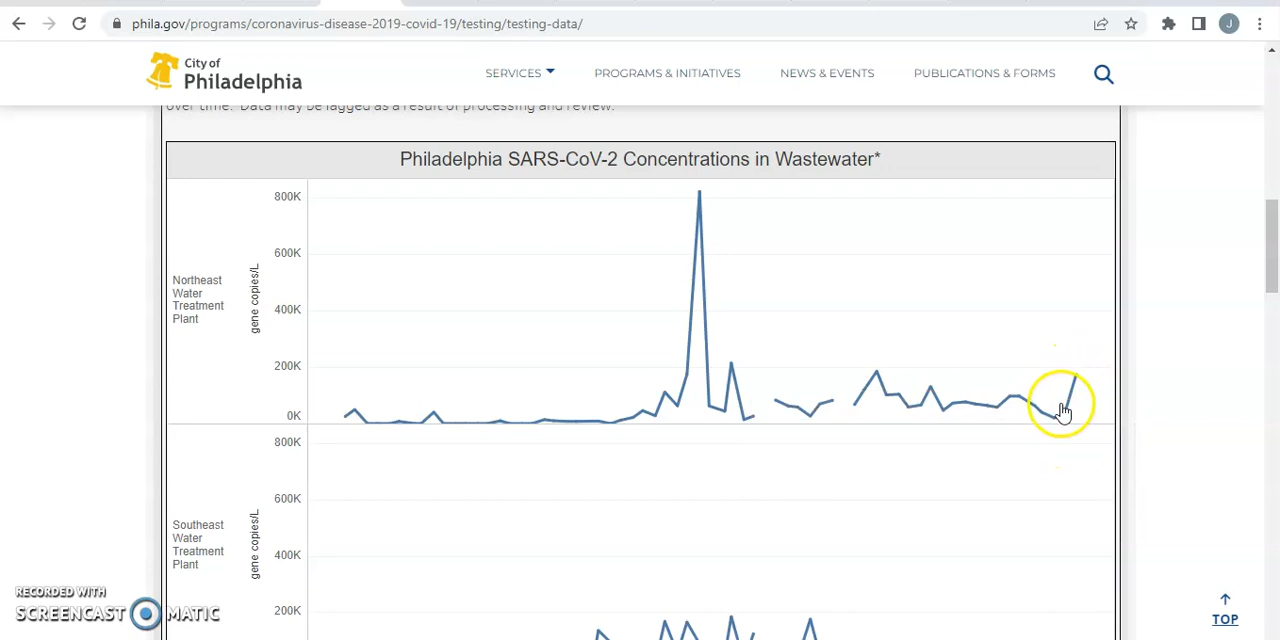 phila.gov/programs/coronavirus-disease-2019-covid-19/testing/testing-data/
J
City of
Philadelphia
SERVICES
PROGRAMS & INITIATIVES
NEWS & EVENTS
PUBLICATIONS & FORMS
over time. Data may be lagged as a result of processing and review.
Philadelphia SARS-CoV-2 Concentrations in Wastewater*
Northeast
Water
Treatment
Plant
gene copies/L
800K
600K
400K
200K
0K
Southeast
Water
Treatment
Plant
gene copies/L
800K
600K
400K
200K
RECORDED WITH
SCREENCAST MATIC
TOP